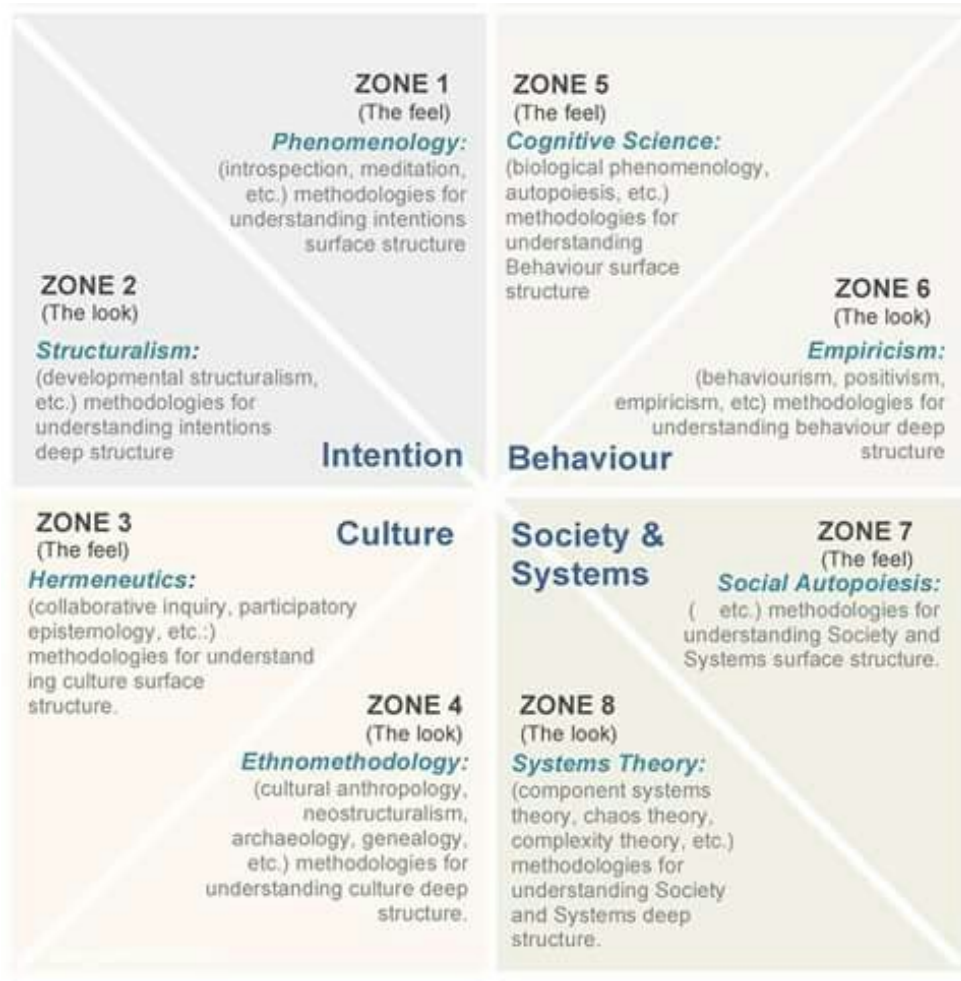 ZONE 1
(The feel)
Phenomenology:
(introspection, meditation,
etc.) methodologies for
understanding intentions
surface structure
ZONE 2
(The look)
Structuralism:
(developmental structuralism,
etc.) methodologies for
understanding intentions
deep structure
Intention
ZONE 5
(The feel)
Cognitive Science:
(biological phenomenology,
autopoiesis, etc.)
methodologies for
understanding
Behaviour surface
structure
ZONE 6
(The look)
Empiricism:
(behaviourism, positivism,
empiricism, etc) methodologies for
understanding behaviour deep
structure
Behaviour
ZONE 3
(The feel)
Hermeneutics:
(collaborative inquiry, participatory
epistemology, etc.:)
methodologies for understand
ing culture surface
structure.
Culture
ZONE 4
(The look)
Ethnomethodology:
(cultural anthropology,
neostructuralism,
archaeology, genealogy,
etc.) methodologies for
understanding culture deep
structure.
Society &
Systems
ZONE 7
(The feel)
Social Autopoiesis:
( etc.) methodologies for
understanding Society and
Systems surface structure.
ZONE 8
(The look)
Systems Theory:
(component systems
theory, chaos theory,
complexity theory, etc.)
methodologies for
understanding Society
and Systems deep
structure.